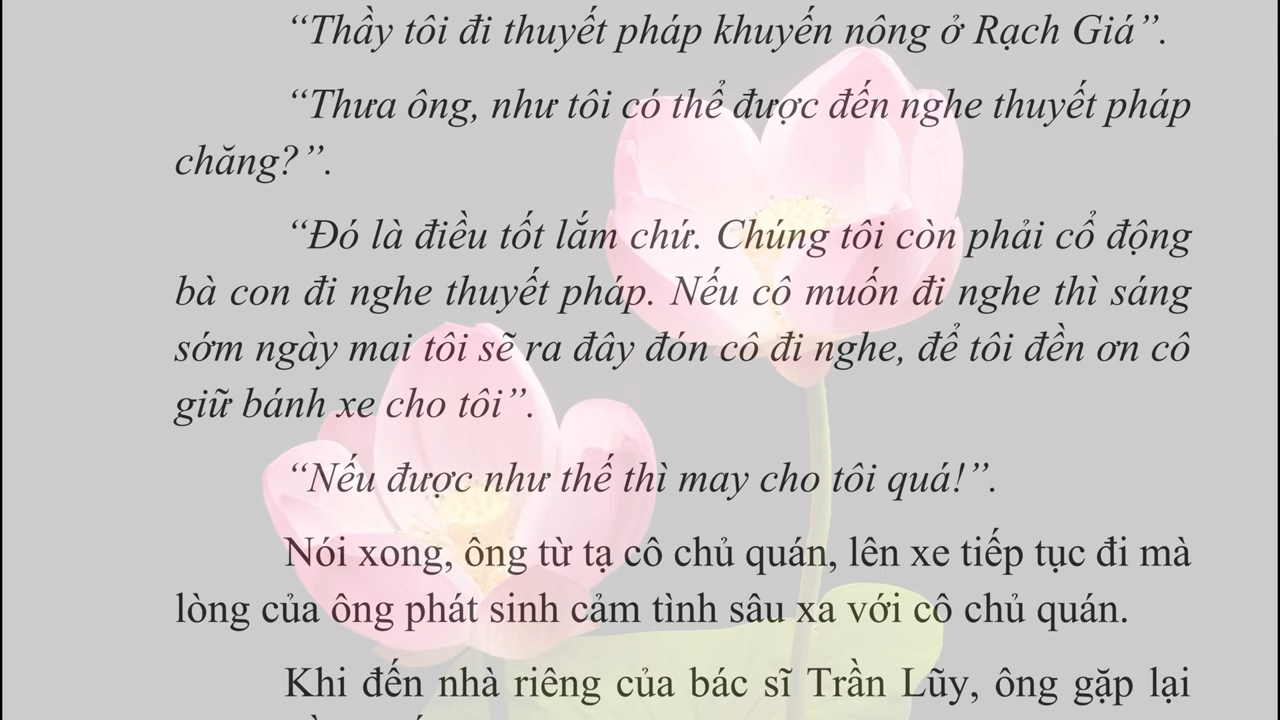 “Thầy tôi đi thuyết pháp khuyến nông ở Rạch Giá”.
“Thưa ông, như tôi có thể được đến nghe thuyết pháp
chăng?”.
“Đó là điều tốt lắm chứ. Chúng tôi còn phải cổ động
bà con đi nghe thuyết pháp. Nếu cô muốn đi nghe thì sáng
sớm ngày mai tôi sẽ ra đây đón cô đi nghe, để tôi đền ơn cô
giữ bánh xe cho tôi”.
“Nếu được như thế thì may cho tôi quá!”.
Nói xong, ông từ tạ cô chủ quán, lên xe tiếp tục đi mà
lòng của ông phát sinh cảm tình sâu xa với cô chủ quán.
Khi đến nhà riêng của bác sĩ Trần Lũy, ông gặp lại